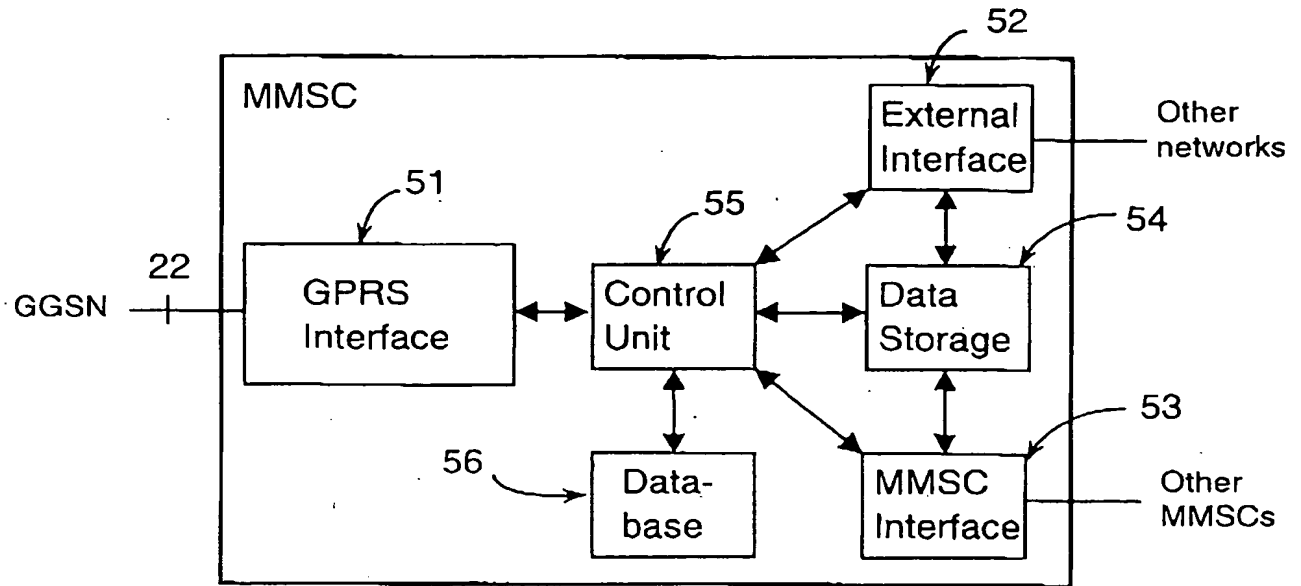 52
MMSC
External
Interface
Other
networks
51
55
54
22
GGSN
GPRS
Interface
Control
Unit
Data
Storage
53
56
Data-
base
MMSC
Interface
Other
MMSCs